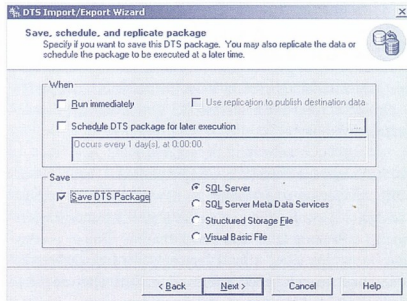 DTS Import/Export Wizard
Save, schedule, and replicate package
Specify if you want to save this DTS package. You may also replicate the data or
schedule the package to be executed at a later time.
When
Run immediately
Use replication to publish destination data
Schedule DTS package for later execution
...
Occurs every 1 day(s), at 0:00:00.
Save
Save DTS Package
SQL Server
SQL Server Meta Data Services
Structured Storage File
Visual Basic File
< Back
Next >
Cancel
Help